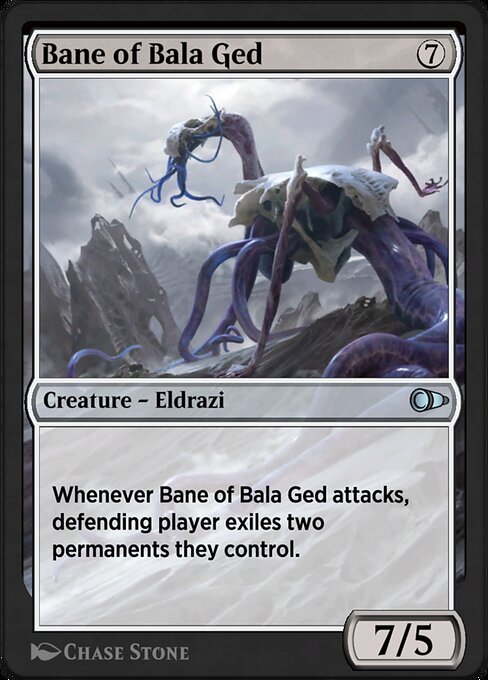 Bane of Bala Ged 7
Creature – Eldrazi
Whenever Bane of Bala Ged attacks,
defending player exiles two
permanents they control.
7/5
Chase Stone